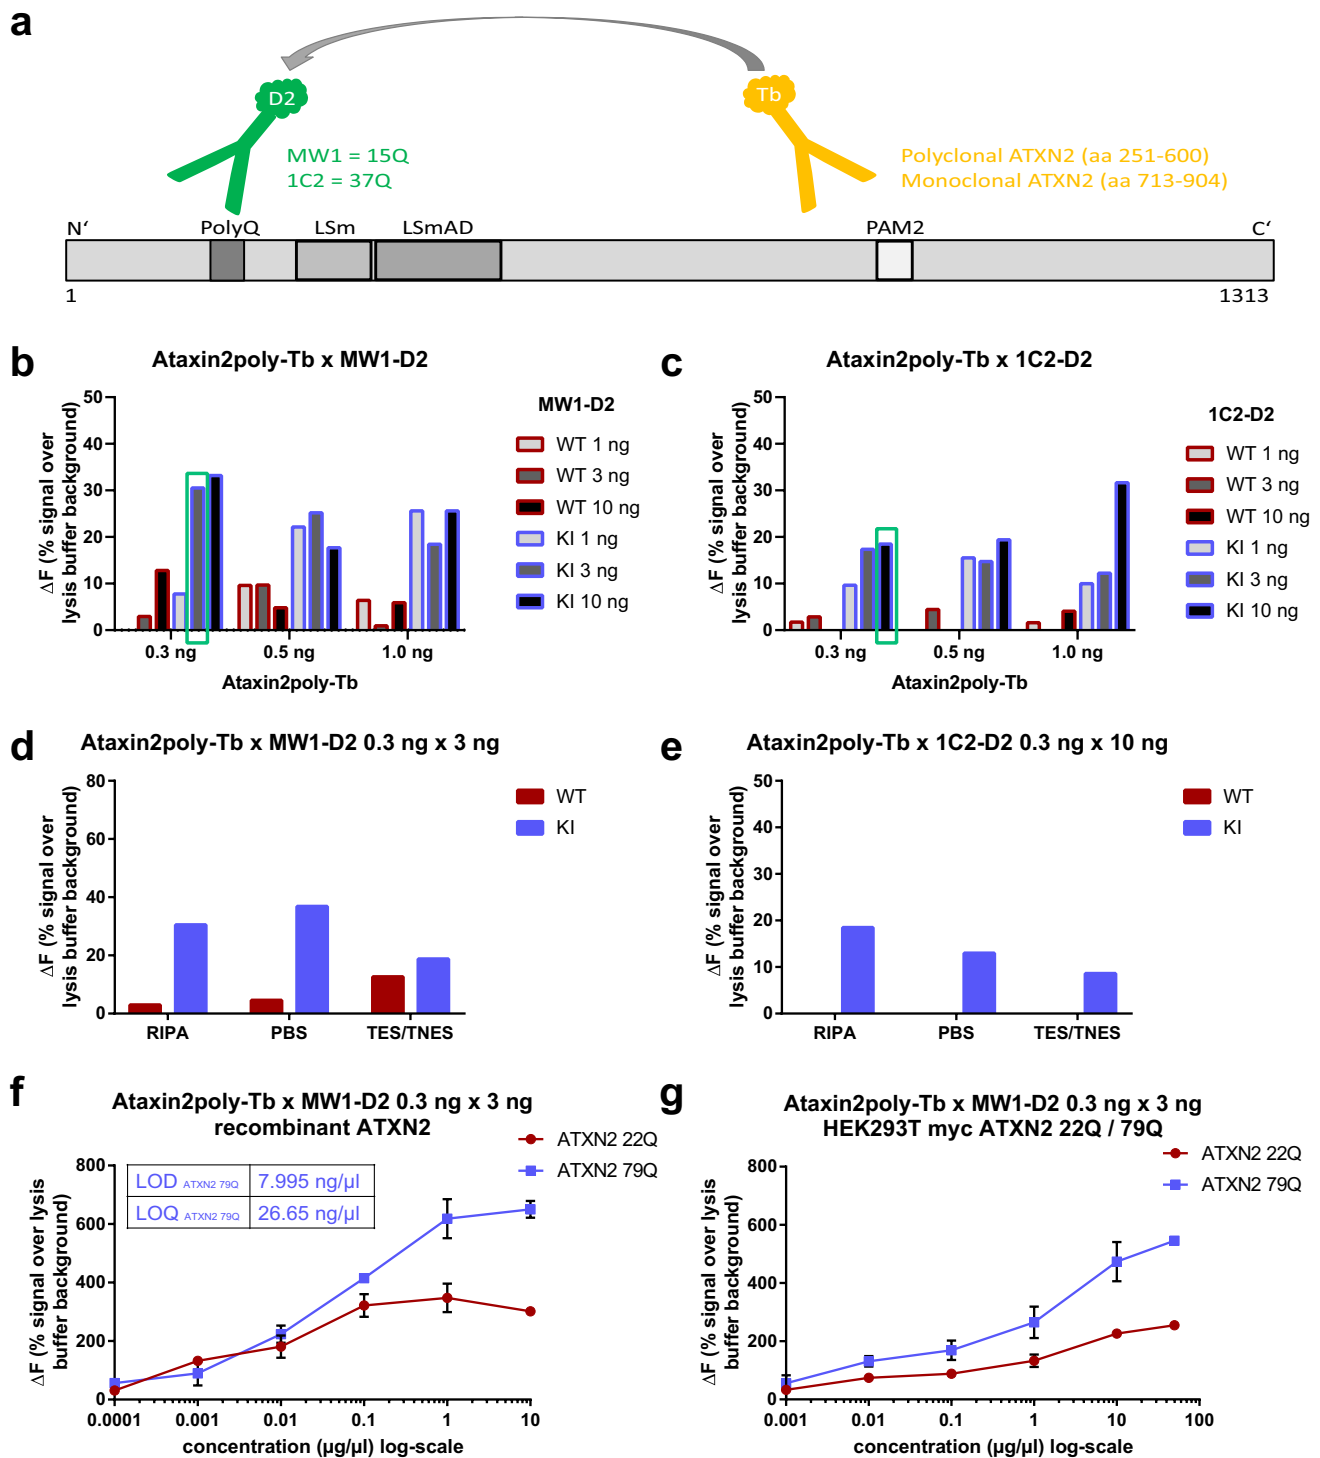 a
D2
Tb
MW1 = 15Q
1C2 = 37Q
Polyclonal ATXN2 (aa 251-600)
Monoclonal ATXN2 (aa 713-904)
N‘
PolyQ
LSm
LSmAD
PAM2
C‘
1
1313
b
Ataxin2poly-Tb x MW1-D2
ΔF (% signal over
lysis buffer background)
50
40
30
20
10
0
0.3 ng
0.5 ng
1.0 ng
Ataxin2poly-Tb
MW1-D2
WT 1 ng
WT 3 ng
WT 10 ng
KI 1 ng
KI 3 ng
KI 10 ng
c
Ataxin2poly-Tb x 1C2-D2
ΔF (% signal over
lysis buffer background)
50
40
30
20
10
0
0.3 ng
0.5 ng
1.0 ng
Ataxin2poly-Tb
1C2-D2
WT 1 ng
WT 3 ng
WT 10 ng
KI 1 ng
KI 3 ng
KI 10 ng
d
Ataxin2poly-Tb x MW1-D2 0.3 ng x 3 ng
ΔF (% signal over
lysis buffer background)
80
60
40
20
0
RIPA
PBS
TES/TNES
WT
KI
e
Ataxin2poly-Tb x 1C2-D2 0.3 ng x 10 ng
ΔF (% signal over
lysis buffer background)
50
40
30
20
10
0
RIPA
PBS
TES/TNES
WT
KI
f
Ataxin2poly-Tb x MW1-D2 0.3 ng x 3 ng
recombinant ATXN2
ATXN2 22Q
ATXN2 79Q
LOD ATXN2 79Q 7.995 ng/µl
LOQ ATXN2 79Q 26.65 ng/µl
ΔF (% signal over lysis
buffer background)
800
600
400
200
0
0.0001
0.001
0.01
0.1
1
10
concentration (µg/µl) log-scale
g
Ataxin2poly-Tb x MW1-D2 0.3 ng x 3 ng
HEK293T myc ATXN2 22Q / 79Q
ATXN2 22Q
ATXN2 79Q
ΔF (% signal over lysis
buffer background)
800
600
400
200
0
0.001
0.01
0.1
1
10
100
concentration (µg/µl) log-scale